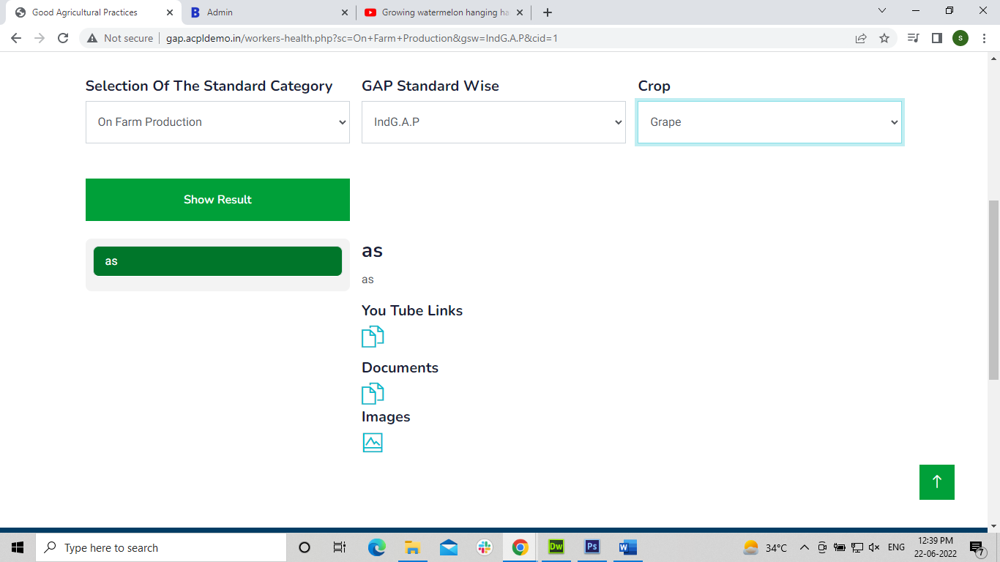 Good Agricultural Practices
Admin
Growing watermelon hanging ha
Not secure
gap.acpldemo.in/workers-health.php?sc=On+Farm+Production&gsw=IndG.A.P&cid=1
s
Selection Of The Standard Category
GAP Standard Wise
Crop
On Farm Production
IndG.A.P
Grape
Show Result
as
as
as
You Tube Links
Documents
Images
Type here to search
Dw
Ps
W
34°C
ENG
12:39 PM
22-06-2022
7